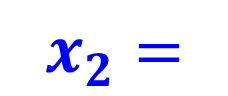 x₂ =